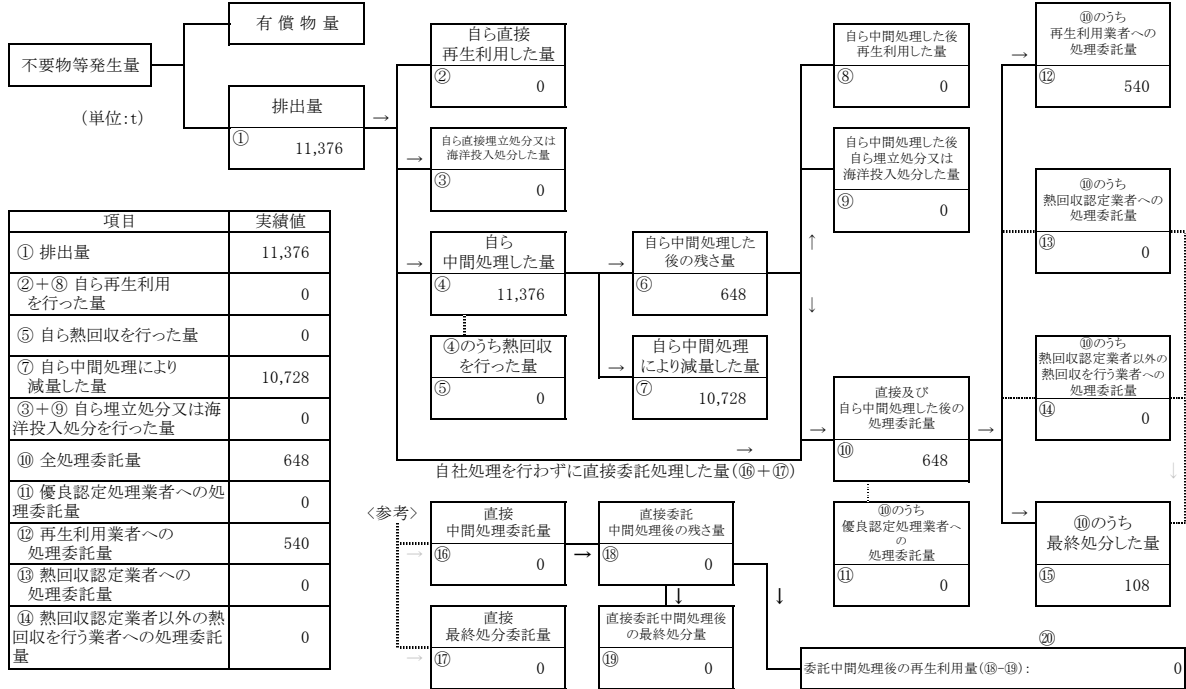 有 償 物 量
不要物等発生量
(単位:t)
排出量
①
11,376
→
自ら直接
再生利用した量
②
0
→
自ら直接埋立処分又は
海洋投入処分した量
③
0
→
自ら
中間処理した量
④
11,376
④のうち熱回収
を行った量
⑤
0
→
自ら中間処理した
後の残さ量
⑥
648
→
自ら中間処理
により減量した量
⑦
10,728
自ら中間処理した後
再生利用した量
⑧
0
自ら中間処理した後
自ら埋立処分又は
海洋投入処分した量
⑨
0
↑
↓
→
自社処理を行わずに直接委託処理した量(⑯+⑰)
→
直接及び
自ら中間処理した後の
処理委託量
⑩
648
⑩のうち
優良認定処理業者へ
の
処理委託量
⑪
0
→
→
⑩のうち
再生利用業者への
処理委託量
⑫
540
⑩のうち
熱回収認定業者への
処理委託量
⑬
0
⑩のうち
熱回収認定業者以外の
熱回収を行う業者への
処理委託量
⑭
0
↓
→
⑩のうち
最終処分した量
⑮
108
項目 実績値
① 排出量 11,376
②+⑧ 自ら再生利用
を行った量 0
⑤ 自ら熱回収を行った量 0
⑦ 自ら中間処理により
減量した量 10,728
③+⑨ 自ら埋立処分又は海
洋投入処分を行った量 0
⑩ 全処理委託量 648
⑪ 優良認定処理業者への処
理委託量 0
⑫ 再生利用業者への
処理委託量 540
⑬ 熱回収認定業者への
処理委託量 0
⑭ 熱回収認定業者以外の熱
回収を行う業者への処理委託
量 0
〈参考〉
→
直接
中間処理委託量
⑯
0
→
直接委託
中間処理後の残さ量
⑱
0
↓
↓
→
直接
最終処分委託量
⑰
0
直接委託中間処理後
の最終処分量
⑲
0
⑳
委託中間処理後の再生利用量(⑱-⑲): 0